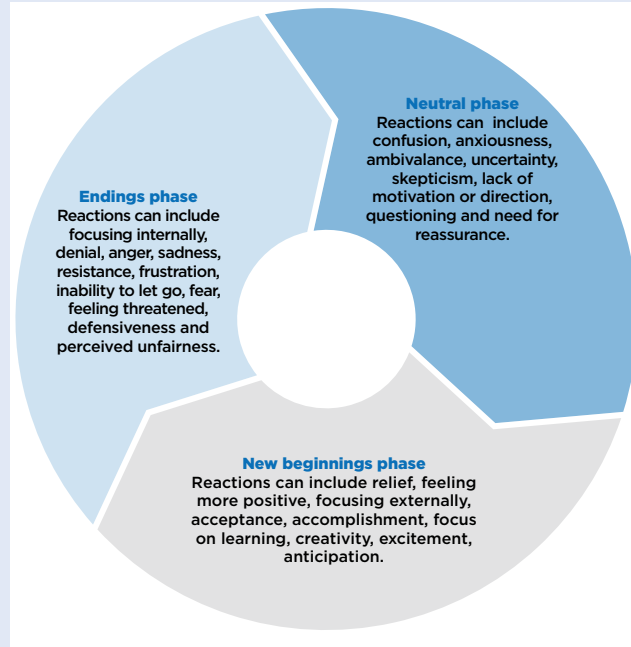 Neutral phase
Reactions can include
confusion, anxiousness,
ambivalance, uncertainty,
skepticism, lack of
motivation or direction,
questioning and need for
reassurance.
Endings phase
Reactions can include
focusing internally,
denial, anger, sadness,
resistance, frustration,
inability to let go, fear,
feeling threatened,
defensiveness and
perceived unfairness.
New beginnings phase
Reactions can include relief, feeling
more positive, focusing externally,
acceptance, accomplishment, focus
on learning, creativity, excitement,
anticipation.